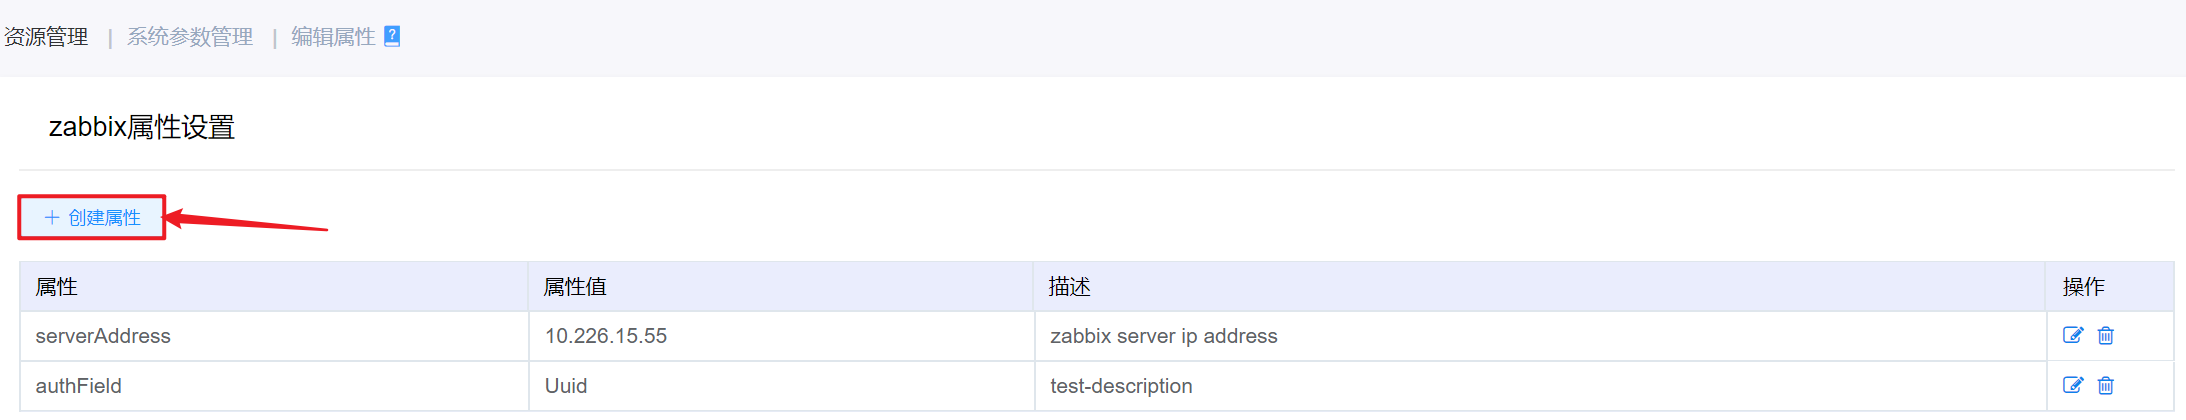 资源管理 | 系统参数管理 | 编辑属性 ?
zabbix属性设置
+ 创建属性
属性 属性值 描述 操作
serverAddress 10.226.15.55 zabbix server ip address
authField Uuid test-description